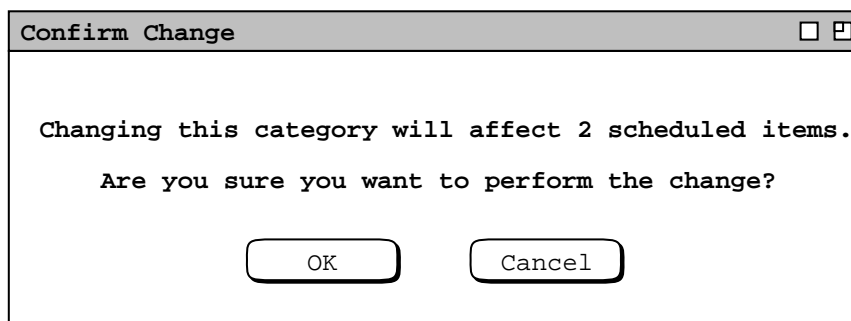 Confirm Change
Changing this category will affect 2 scheduled items.
Are you sure you want to perform the change?
OK
Cancel